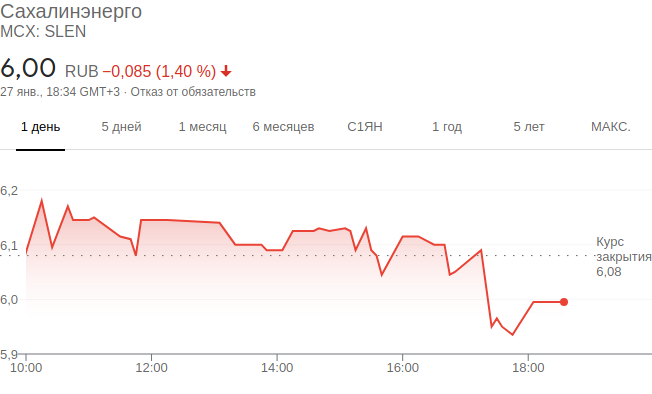 Сахалинэнерго
MCX: SLEN
6,00 RUB −0,085 (1,40 %)
27 янв., 18:34 GMT+3 · Отказ от обязательств
1 день 5 дней 1 месяц 6 месяцев С1ЯН 1 год 5 лет МАКС.
6,2
6,1
Курс
закрытия
6,08
6,0
5,9
10:00 12:00 14:00 16:00 18:00